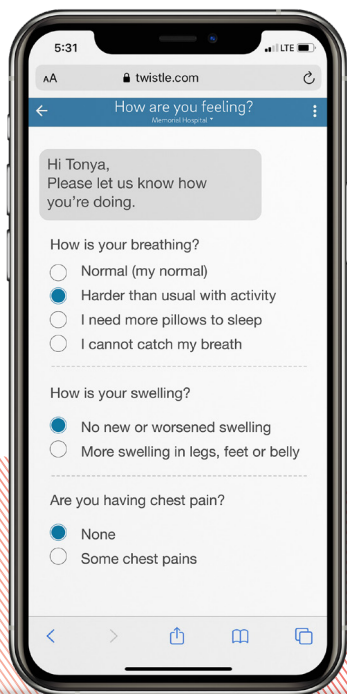 5:31
LTE
AA
twistle.com
How are you feeling?
Memorial Hospital
Hi Tonya,
Please let us know how
you're doing.
How is your breathing?
Normal (my normal)
Harder than usual with activity
I need more pillows to sleep
I cannot catch my breath
How is your swelling?
No new or worsened swelling
More swelling in legs, feet or belly
Are you having chest pain?
None
Some chest pains